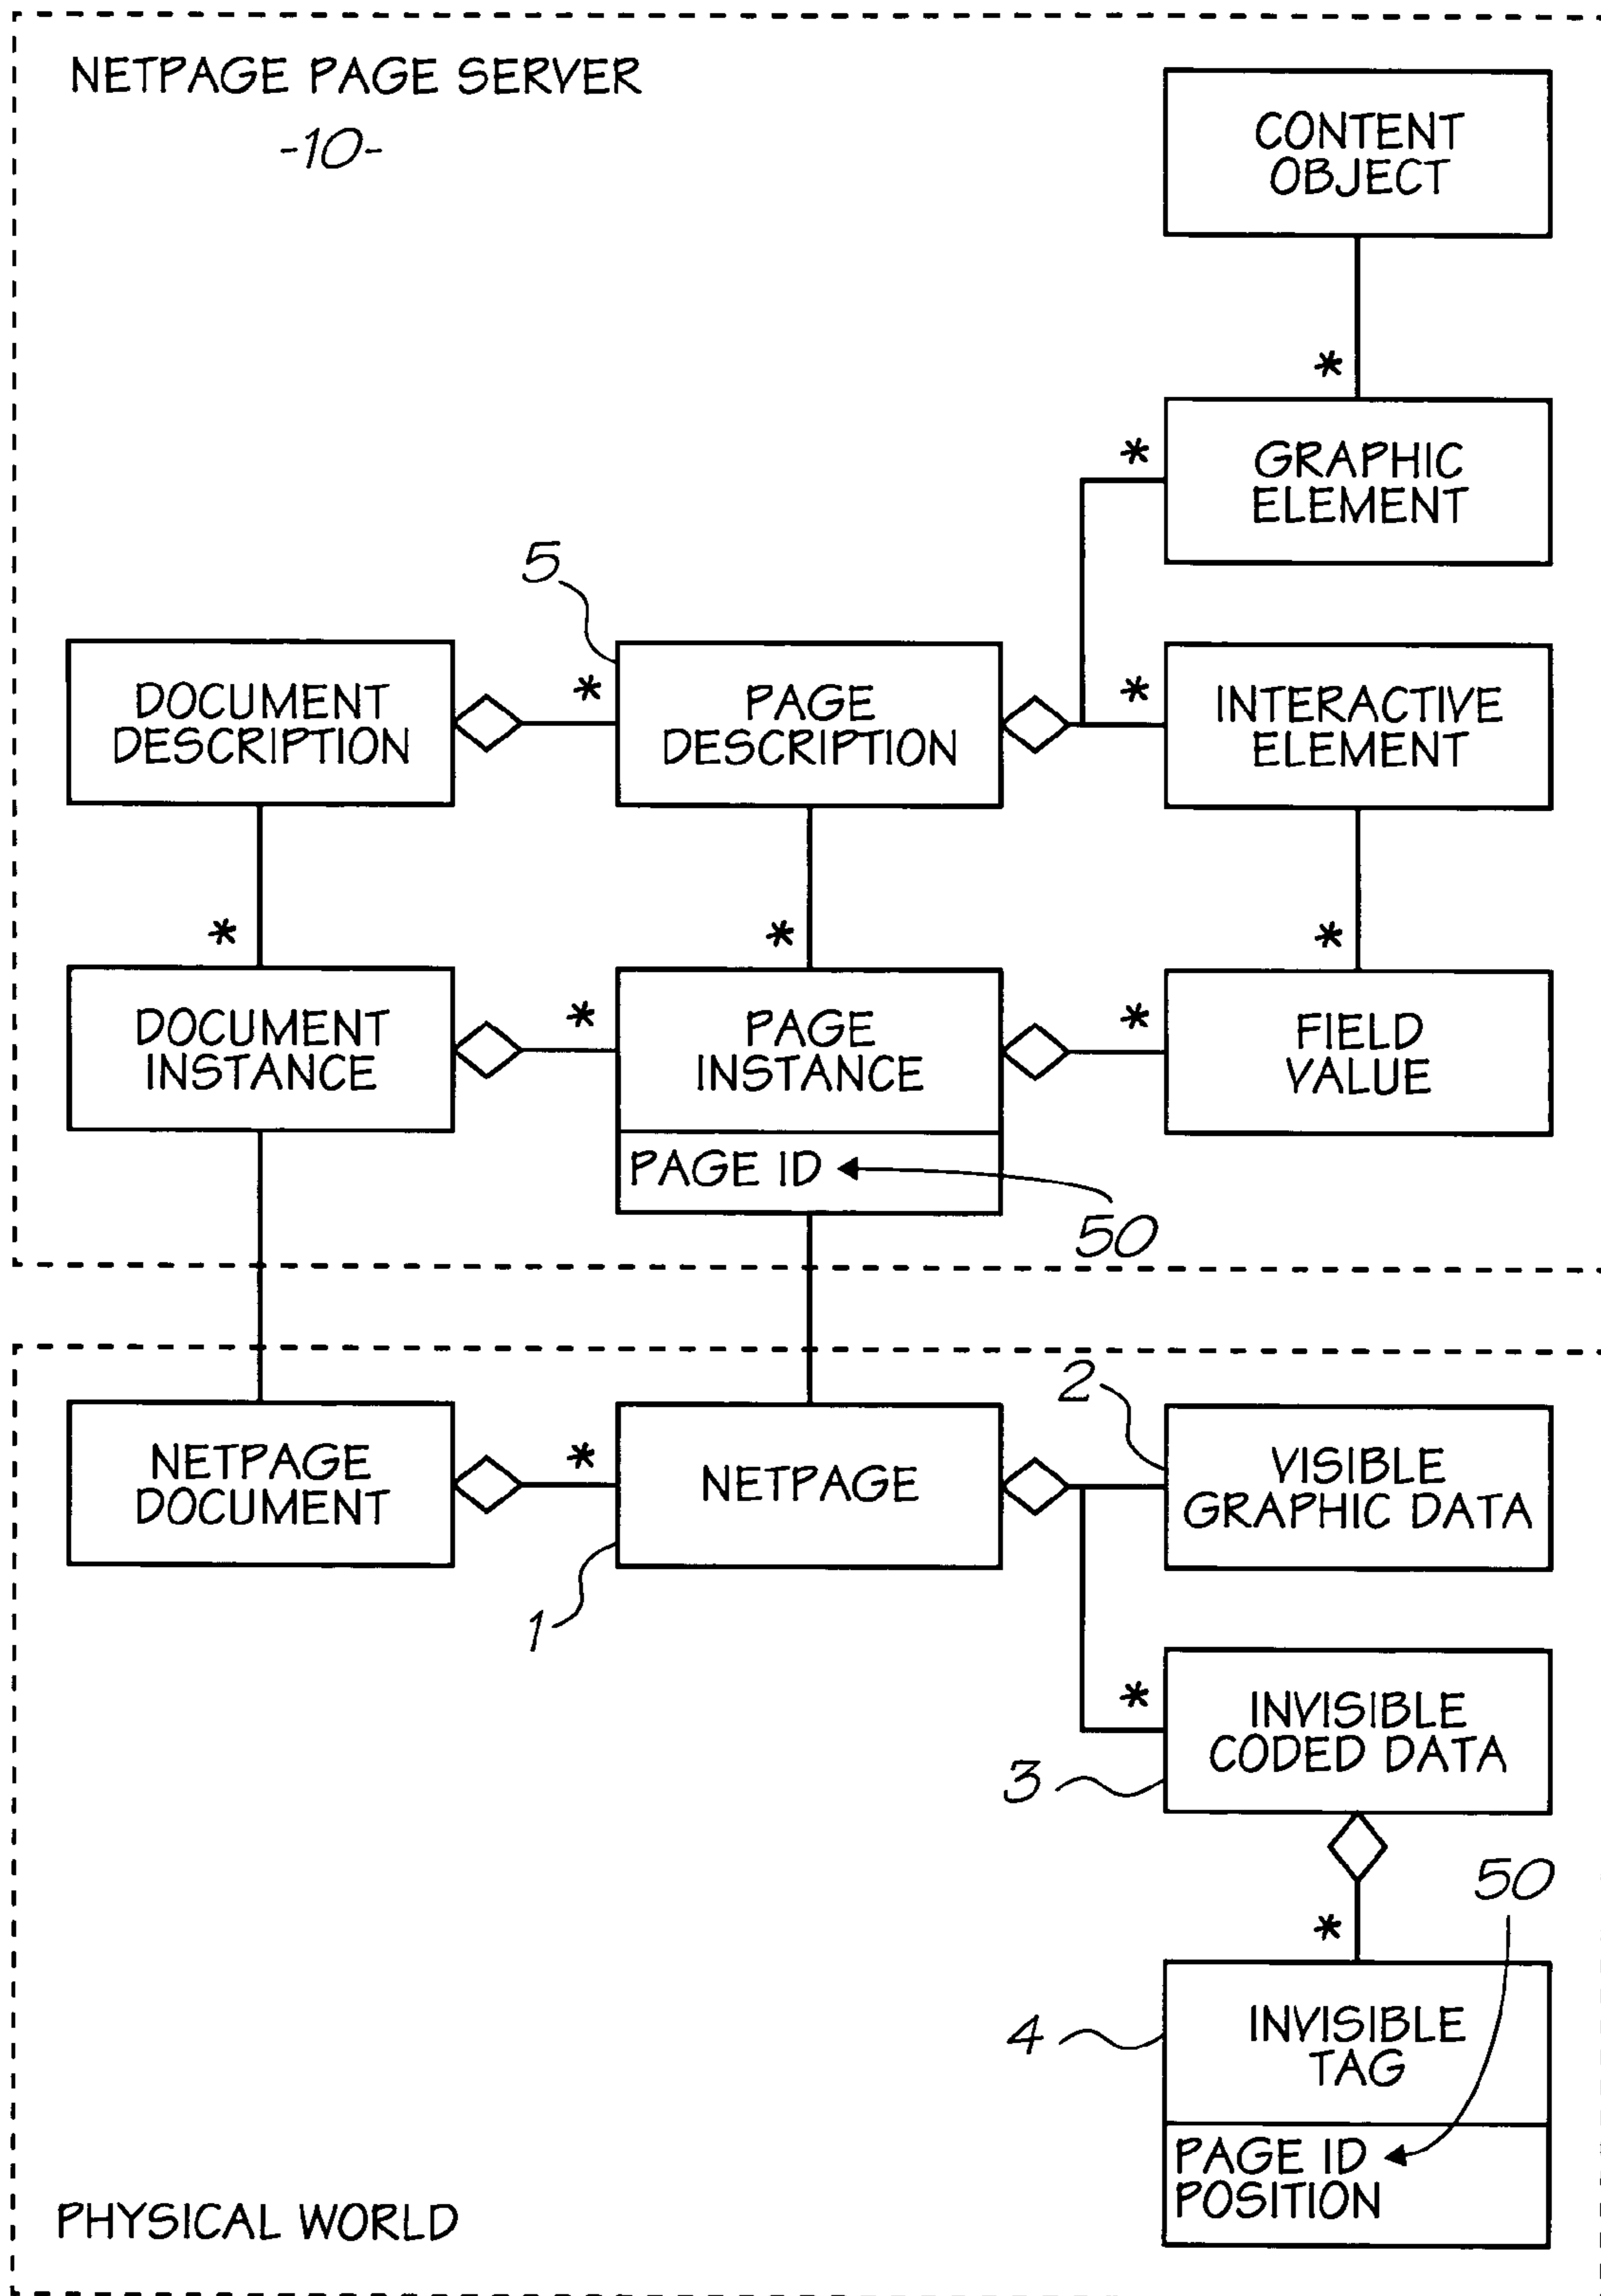 NETPAGE PAGE SERVER
-10-
CONTENT
OBJECT
*
*
GRAPHIC
ELEMENT
5
DOCUMENT
DESCRIPTION
*
PAGE
DESCRIPTION
*
INTERACTIVE
ELEMENT
*
*
*
DOCUMENT
INSTANCE
*
PAGE
INSTANCE
*
FIELD
VALUE
PAGE ID
50
2
NETPAGE
DOCUMENT
*
NETPAGE
VISIBLE
GRAPHIC DATA
1
*
INVISIBLE
CODED DATA
3
50
*
4
INVISIBLE
TAG
PAGE ID
POSITION
PHYSICAL WORLD